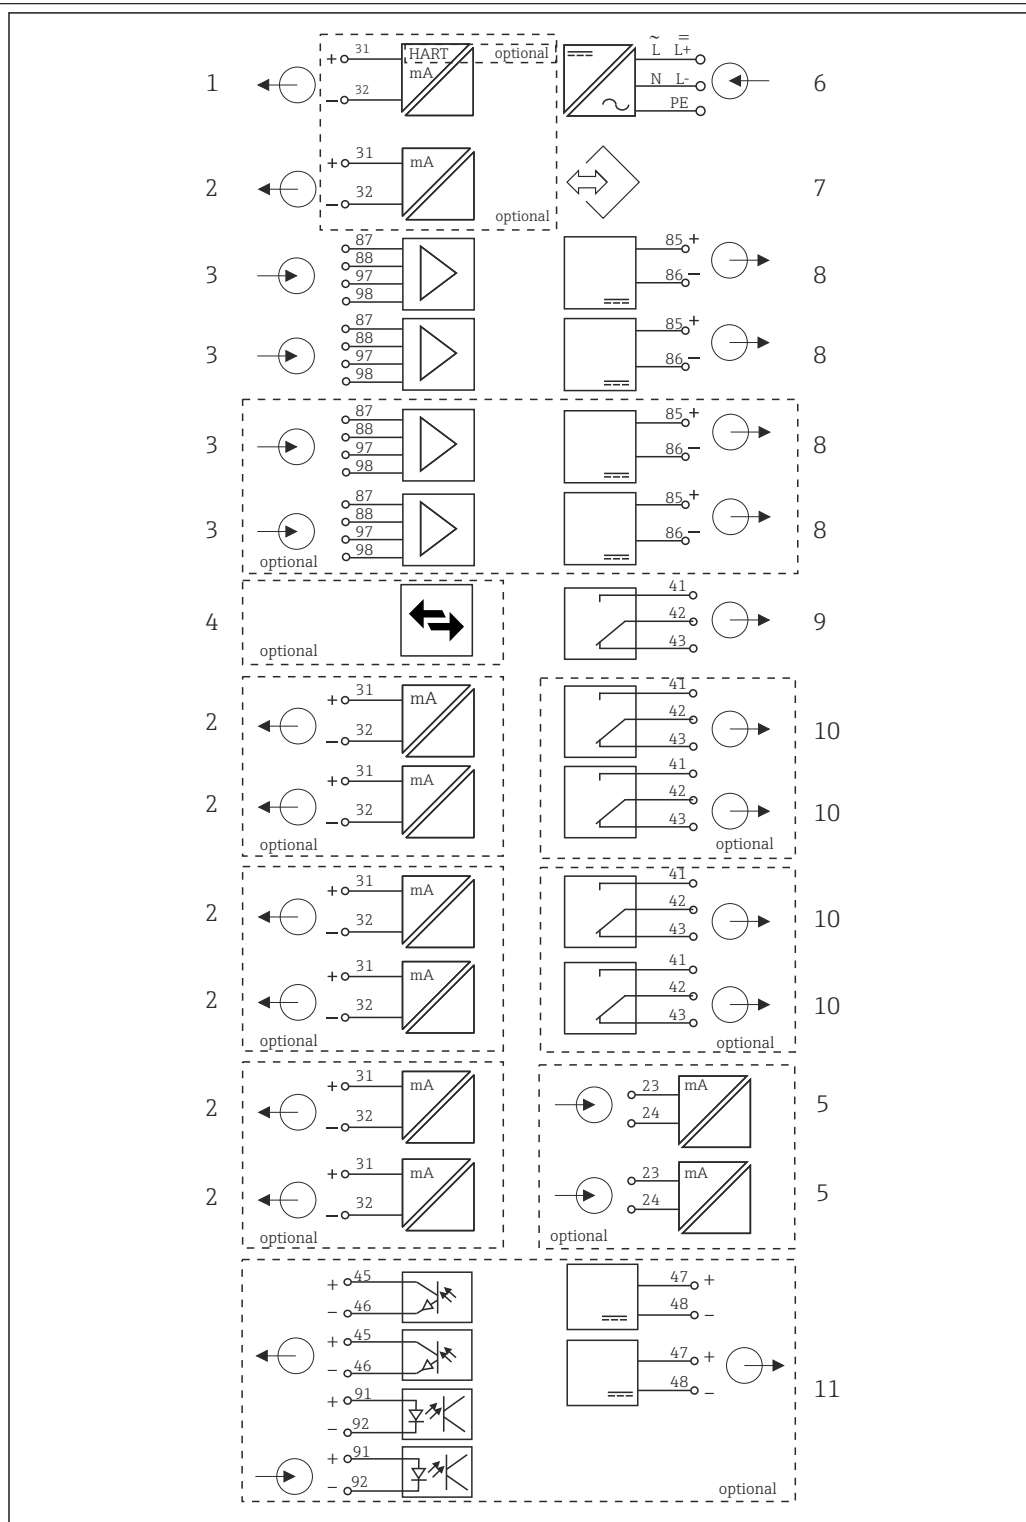 ~ =
1 + 31 HART optional L L+ 6
mA
− 32 N L-
PE
2 + 31 mA 7
− 32
optional
3 87 85 + 8
88
97 86 −
98
3 87 85 + 8
88
97 86 −
98
3 87 85 + 8
88
97 86 −
98
3 87 85 + 8
88
97 86 −
98
optional
4 41 9
42
optional 43
2 + 31 mA 41 10
− 32 42
43
2 + 31 mA 41 10
− 32 42
43
optional optional
2 + 31 mA 41 10
− 32 42
43
2 + 31 mA 41 10
− 32 42
43
optional optional
2 + 31 mA 23 mA 5
− 32 24
2 + 31 mA 23 mA 5
− 32 24
optional optional
+ 45 47 +
− 46 48 −
+ 45 47 +
− 46 48 − 11
+ 91
− 92
+ 91
− 92
optional